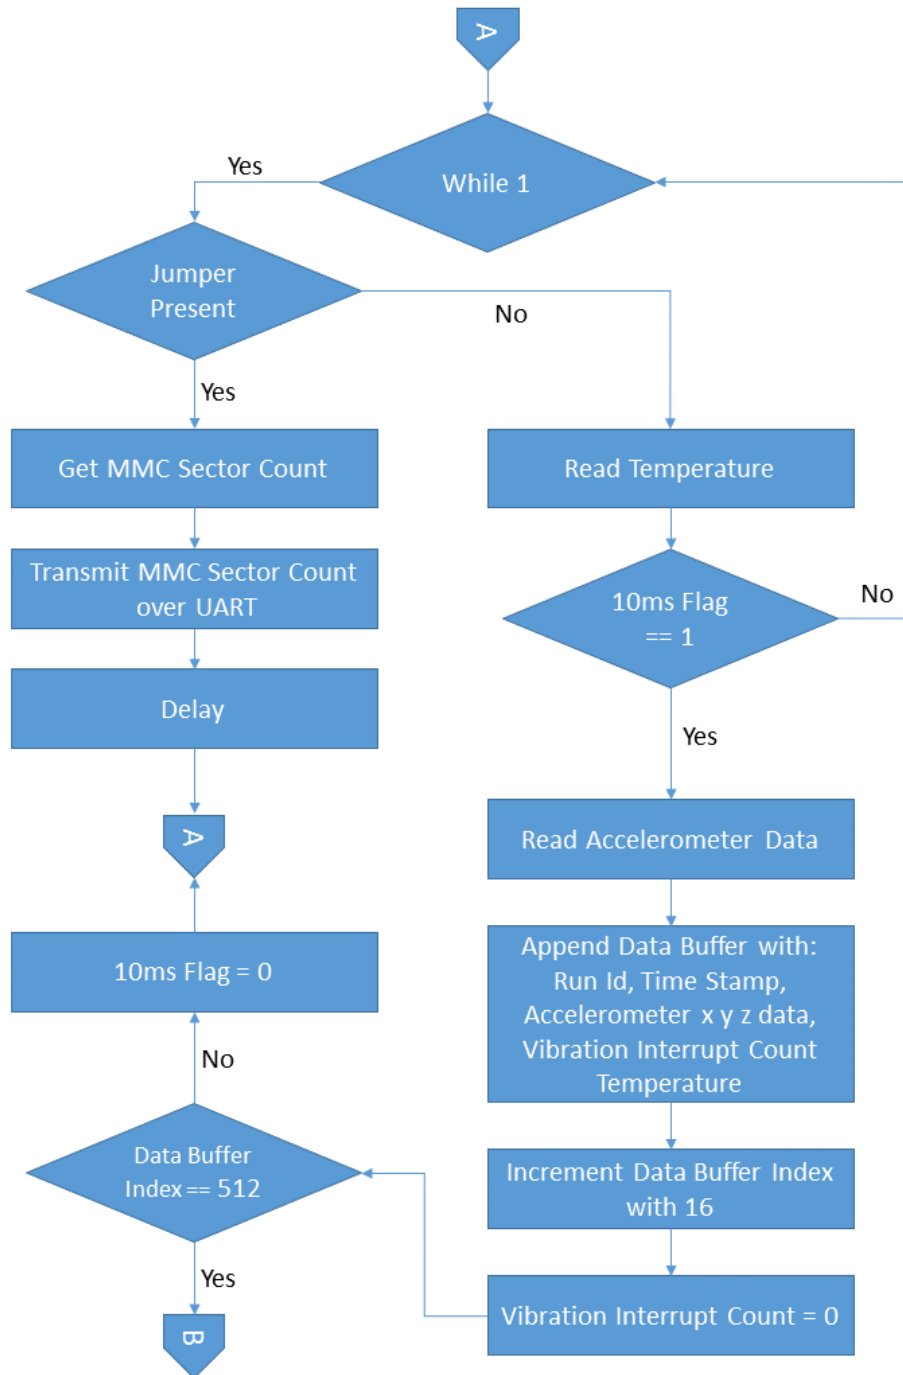 A
While 1
Yes
Jumper
Present
No
Yes
Get MMC Sector Count
Read Temperature
Transmit MMC Sector Count
over UART
10ms Flag
== 1
No
Delay
Yes
Read Accelerometer Data
A
10ms Flag = 0
Append Data Buffer with:
Run Id, Time Stamp,
Accelerometer x y z data,
Vibration Interrupt Count
Temperature
No
Data Buffer
Index == 512
Increment Data Buffer Index
with 16
Yes
Vibration Interrupt Count = 0
B